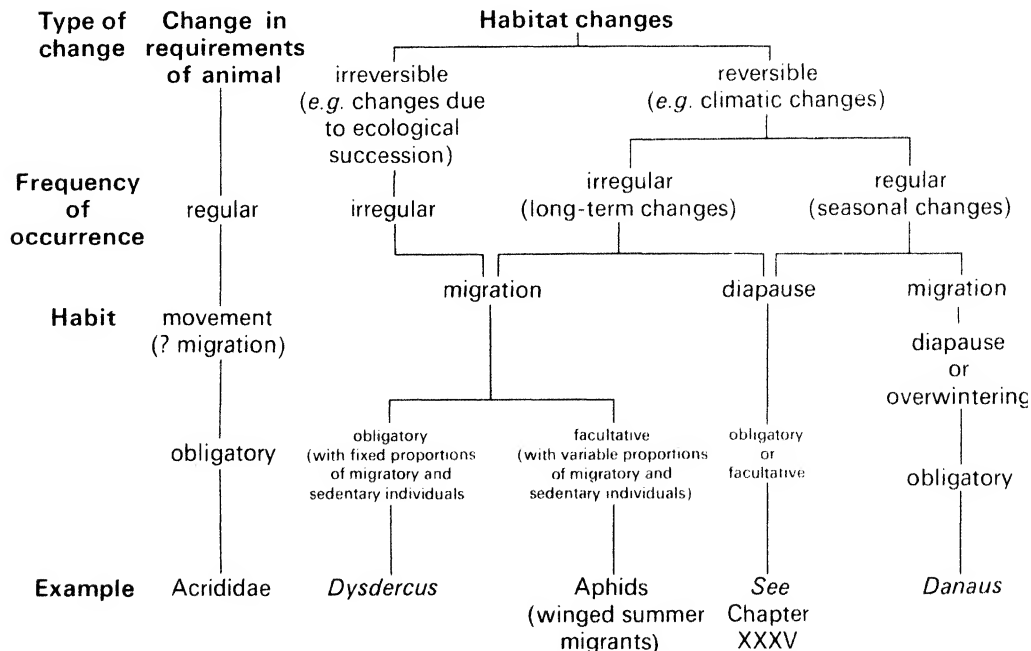 Type of change
Change in requirements of animal
Habitat changes
irreversible
(e.g. changes due
to ecological
succession)
reversible
(e.g. climatic changes)
Frequency
of
occurrence
regular
irregular
irregular
(long-term changes)
regular
(seasonal changes)
Habit
movement
(? migration)
migration
diapause
migration
diapause
or
overwintering
obligatory
obligatory
(with fixed proportions
of migratory and
sedentary individuals
facultative
(with variable proportions
of migratory and
sedentary individuals)
obligatory
or
facultative
obligatory
Example
Acrididae
Dysdercus
Aphids
(winged summer
migrants)
See
Chapter
XXXV
Danaus